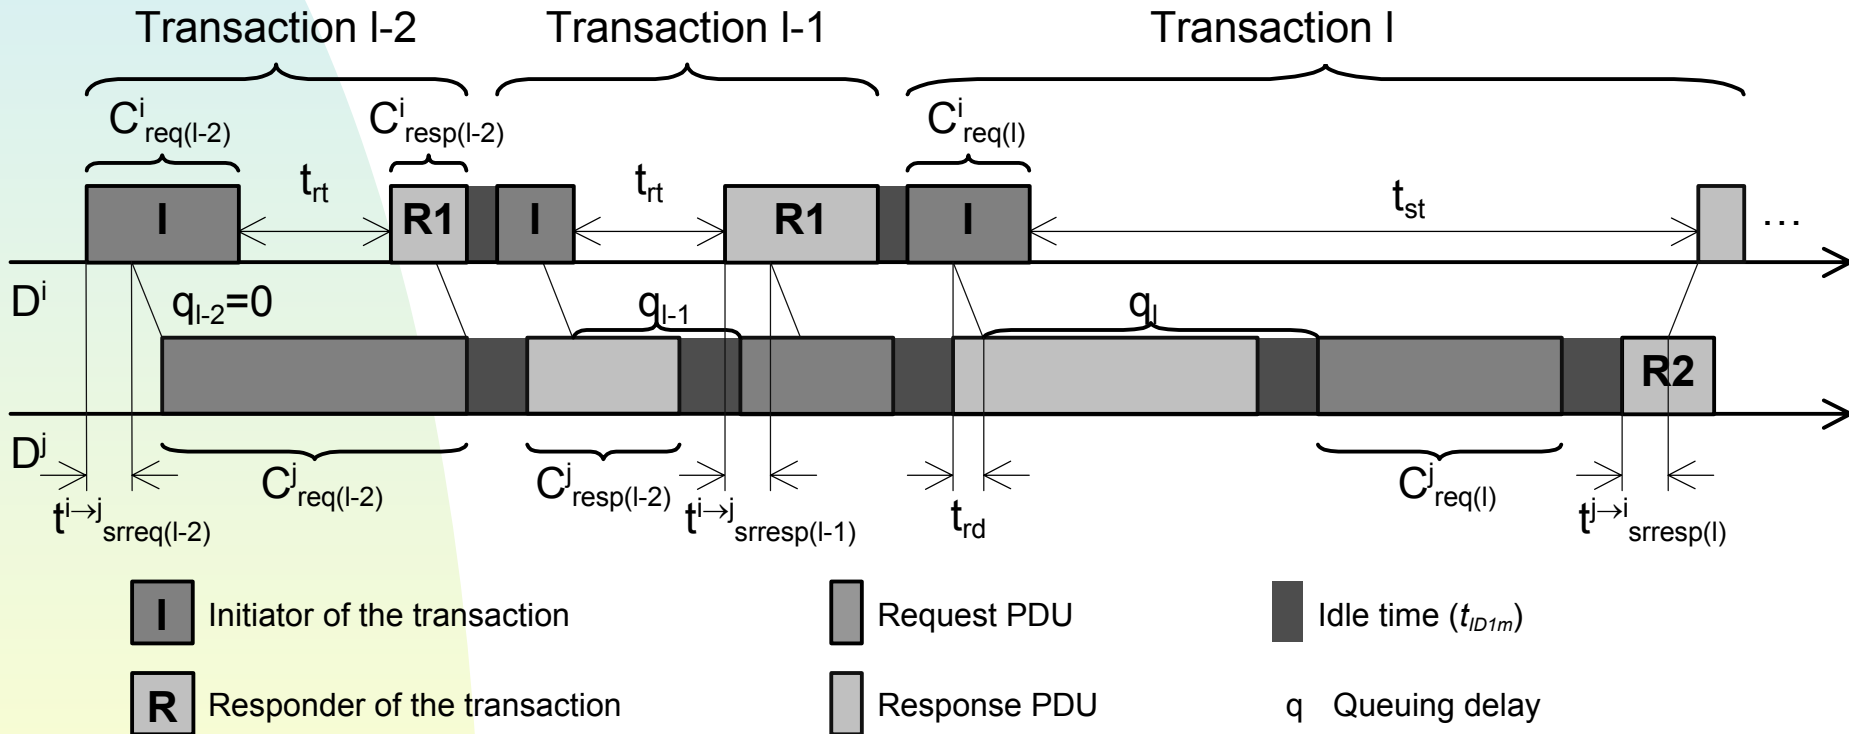 Transaction l-2 Transaction l-1 Transaction l
C^i_req(l-2) C^i_resp(l-2) C^i_req(l)
t_rt t_rt t_st
I R1 I R1 I ...
D^i q_l-2=0 q_l-1 q_l
R2
D^j
C^j_req(l-2) C^j_resp(l-2) C^j_req(l)
t^i→j_srreq(l-2) t^i→j_srresp(l-1) t_rd t^j→i_srresp(l)
I Initiator of the transaction Request PDU Idle time (t_ID1m)
R Responder of the transaction Response PDU q Queuing delay